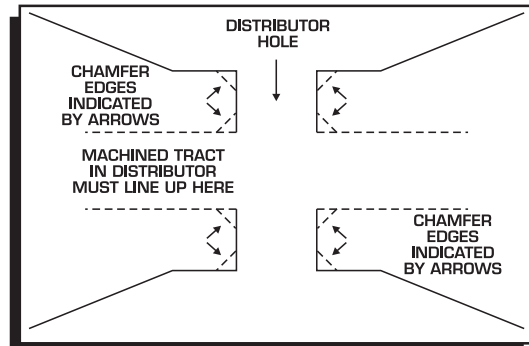 DISTRIBUTOR
HOLE
CHAMFER
EDGES
INDICATED
BY ARROWS
MACHINED TRACT
IN DISTRIBUTOR
MUST LINE UP HERE
CHAMFER
EDGES
INDICATED
BY ARROWS